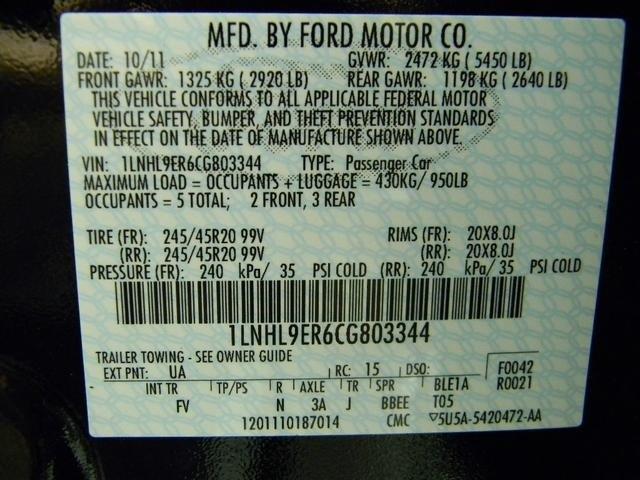 MFD. BY FORD MOTOR CO.
DATE: 10/11 GVWR: 2472 KG ( 5450 LB)
FRONT GAWR: 1325 KG ( 2920 LB) REAR GAWR: 1198 KG ( 2640 LB)
THIS VEHICLE CONFORMS TO ALL APPLICABLE FEDERAL MOTOR
VEHICLE SAFETY, BUMPER, AND THEFT PREVENTION STANDARDS
IN EFFECT ON THE DATE OF MANUFACTURE SHOWN ABOVE.
VIN: 1LNHL9ER6CG803344 TYPE: Passenger Car
MAXIMUM LOAD = OCCUPANTS + LUGGAGE = 430KG/ 950LB
OCCUPANTS = 5 TOTAL; 2 FRONT, 3 REAR
TIRE (FR): 245/45R20 99V RIMS (FR): 20X8.0J
(RR): 245/45R20 99V (RR): 20X8.0J
PRESSURE (FR): 240 kPa/ 35 PSI COLD (RR): 240 kPa/ 35 PSI COLD
1LNHL9ER6CG803344
TRAILER TOWING - SEE OWNER GUIDE
EXT PNT: UA RC: 15 DSO: F0042
INT TR TP/PS R AXLE TR SPR BLE1A R0021
FV N 3A J BBEE T05
1201110187014 CMC ▽5U5A-5420472-AA